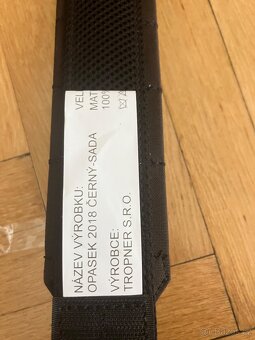 NÁZEV VÝROBKU:
OPASEK 2018 ČERNÝ-SADA
VÝROBCE:
TROPNER S.R.O.
VEL
MAT
100%